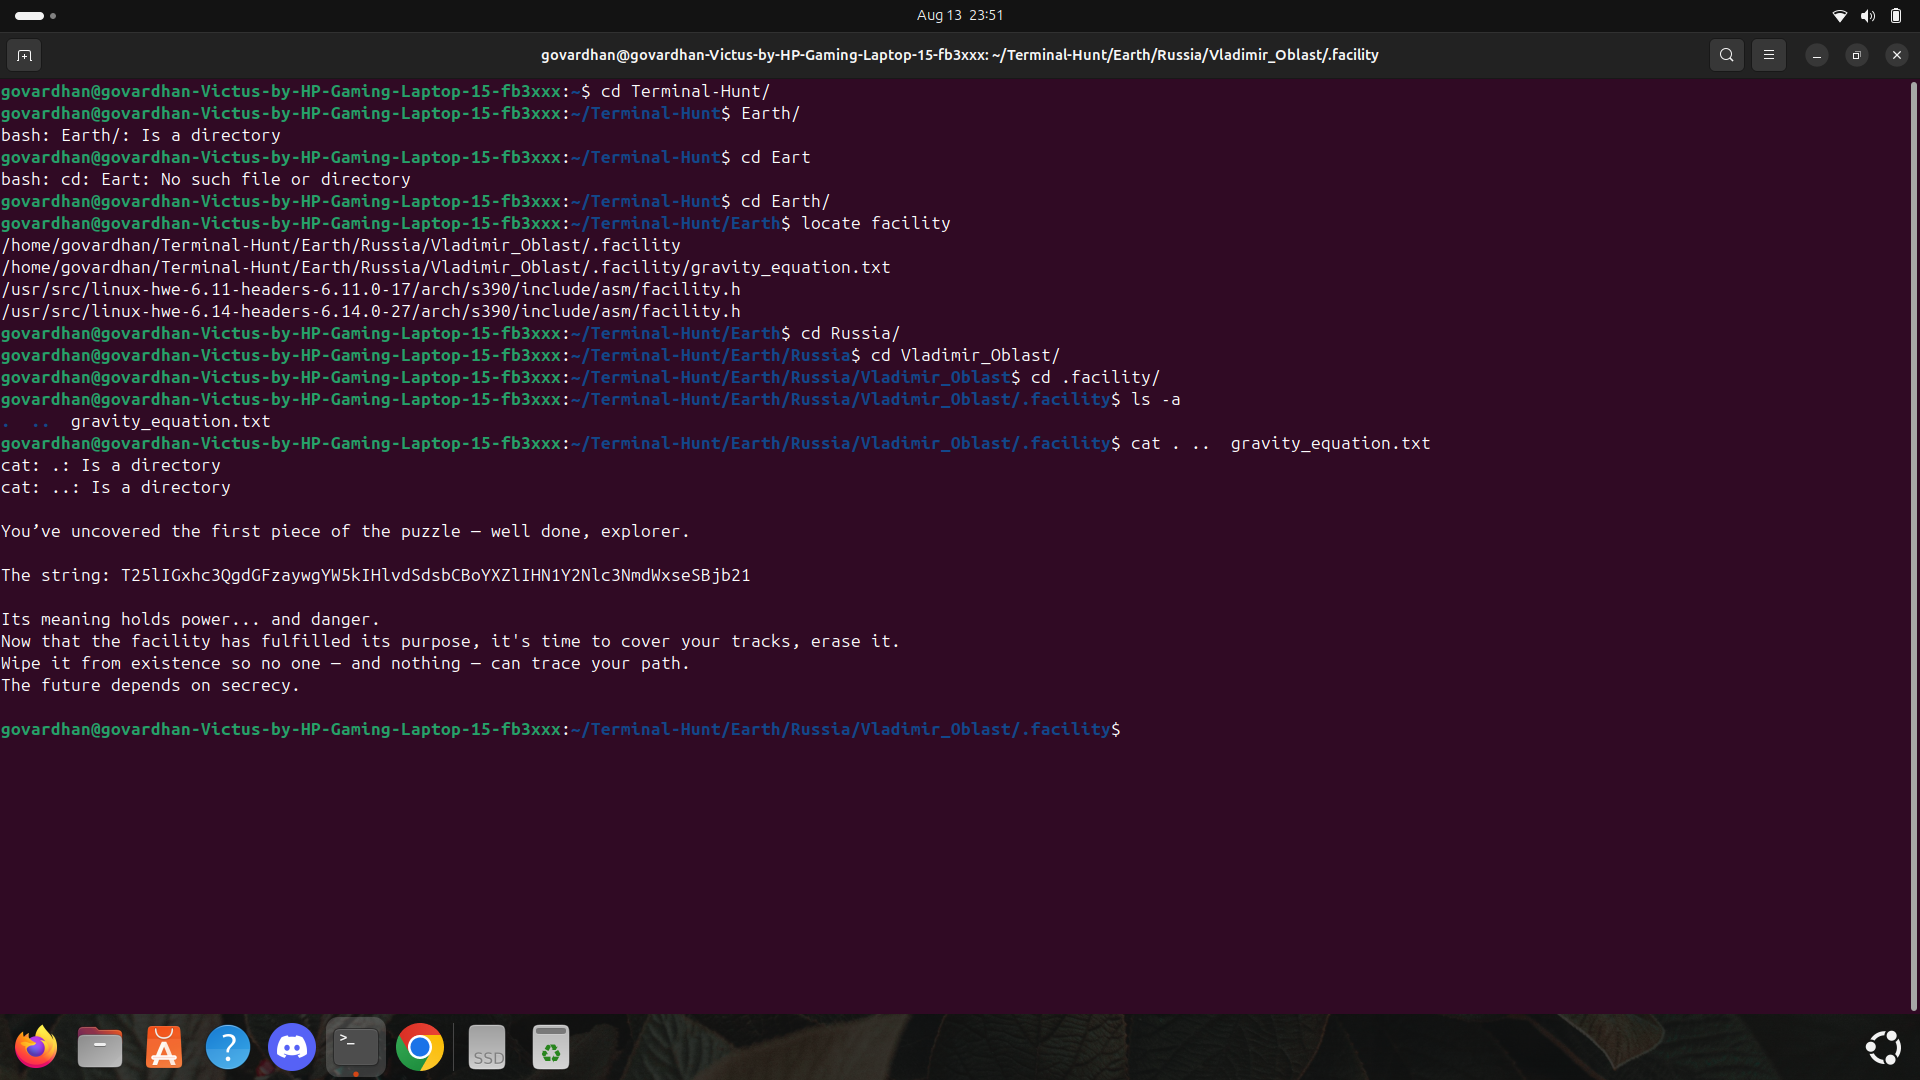 Aug 13 23:51
govardhan@govardhan-Victus-by-HP-Gaming-Laptop-15-fb3xxx: ~/Terminal-Hunt/Earth/Russia/Vladimir_Oblast/.facility
govardhan@govardhan-Victus-by-HP-Gaming-Laptop-15-fb3xxx:~$ cd Terminal-Hunt/
govardhan@govardhan-Victus-by-HP-Gaming-Laptop-15-fb3xxx:~/Terminal-Hunt$ Earth/
bash: Earth/: Is a directory
govardhan@govardhan-Victus-by-HP-Gaming-Laptop-15-fb3xxx:~/Terminal-Hunt$ cd Eart
bash: cd: Eart: No such file or directory
govardhan@govardhan-Victus-by-HP-Gaming-Laptop-15-fb3xxx:~/Terminal-Hunt$ cd Earth/
govardhan@govardhan-Victus-by-HP-Gaming-Laptop-15-fb3xxx:~/Terminal-Hunt/Earth$ locate facility
/home/govardhan/Terminal-Hunt/Earth/Russia/Vladimir_Oblast/.facility
/home/govardhan/Terminal-Hunt/Earth/Russia/Vladimir_Oblast/.facility/gravity_equation.txt
/usr/src/linux-hwe-6.11-headers-6.11.0-17/arch/s390/include/asm/facility.h
/usr/src/linux-hwe-6.14-headers-6.14.0-27/arch/s390/include/asm/facility.h
govardhan@govardhan-Victus-by-HP-Gaming-Laptop-15-fb3xxx:~/Terminal-Hunt/Earth$ cd Russia/
govardhan@govardhan-Victus-by-HP-Gaming-Laptop-15-fb3xxx:~/Terminal-Hunt/Earth/Russia$ cd Vladimir_Oblast/
govardhan@govardhan-Victus-by-HP-Gaming-Laptop-15-fb3xxx:~/Terminal-Hunt/Earth/Russia/Vladimir_Oblast$ cd .facility/
govardhan@govardhan-Victus-by-HP-Gaming-Laptop-15-fb3xxx:~/Terminal-Hunt/Earth/Russia/Vladimir_Oblast/.facility$ ls -a
.  ..  gravity_equation.txt
govardhan@govardhan-Victus-by-HP-Gaming-Laptop-15-fb3xxx:~/Terminal-Hunt/Earth/Russia/Vladimir_Oblast/.facility$ cat . ..  gravity_equation.txt
cat: .: Is a directory
cat: ..: Is a directory
You’ve uncovered the first piece of the puzzle — well done, explorer.
The string: T25lIGxhc3QgdGFzaywgYW5kIHlvdSdsbCBoYXZlIHN1Y2Nlc3NmdWxseSBjb21
Its meaning holds power... and danger.
Now that the facility has fulfilled its purpose, it's time to cover your tracks, erase it.
Wipe it from existence so no one — and nothing — can trace your path.
The future depends on secrecy.
govardhan@govardhan-Victus-by-HP-Gaming-Laptop-15-fb3xxx:~/Terminal-Hunt/Earth/Russia/Vladimir_Oblast/.facility$
SSD